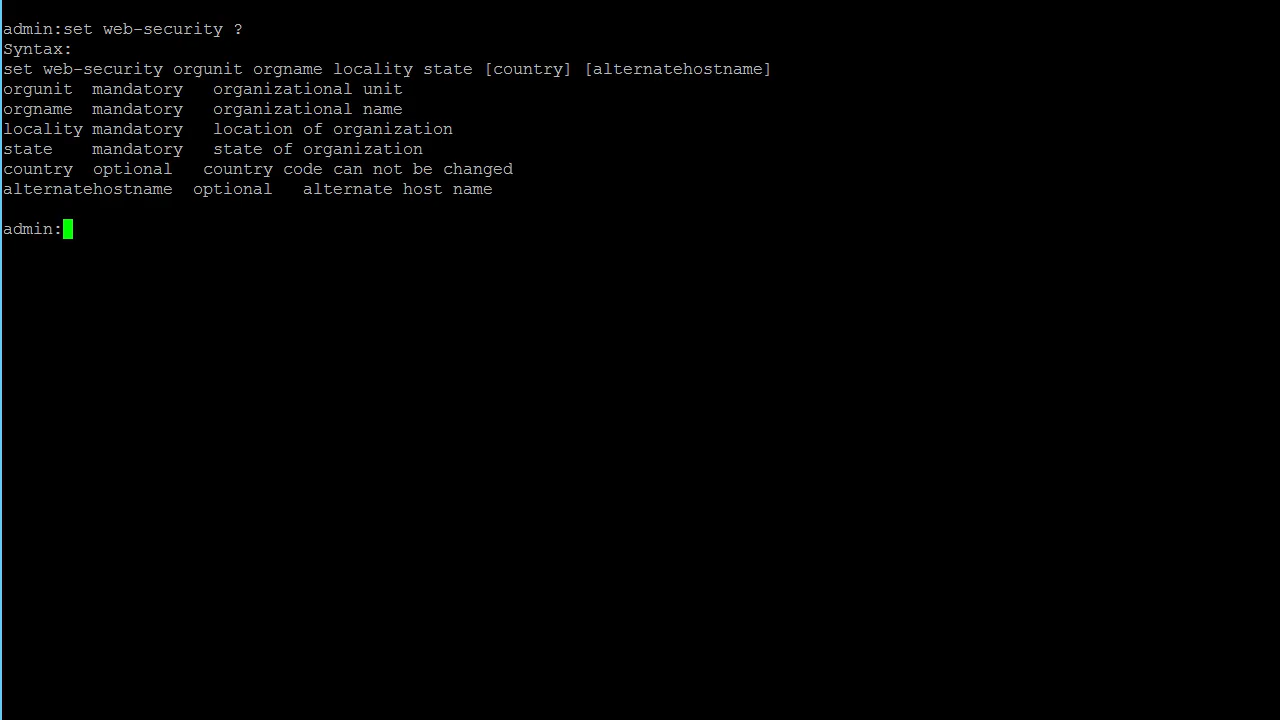 admin:set web-security ?
Syntax:
set web-security orgunit orgname locality state [country] [alternatehostname]
orgunit  mandatory   organizational unit
orgname  mandatory   organizational name
locality mandatory   location of organization
state    mandatory   state of organization
country  optional   country code can not be changed
alternatehostname  optional   alternate host name
admin: